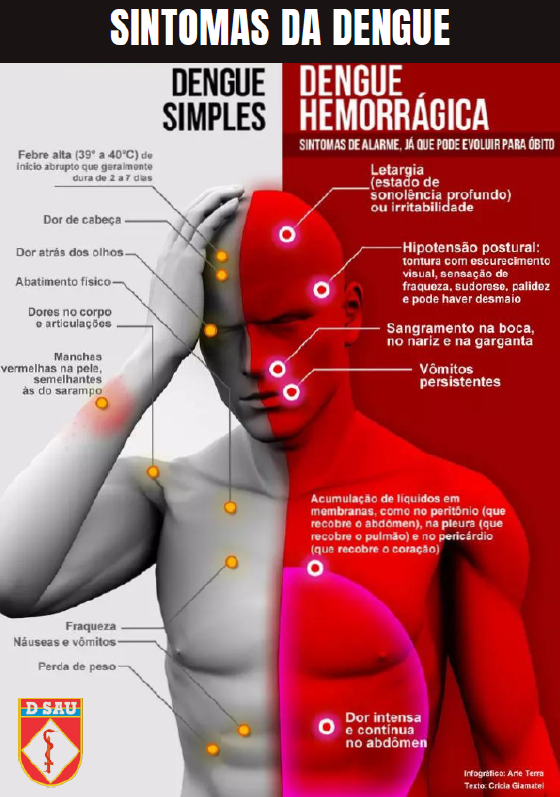 SINTOMAS DA DENGUE
DENGUE
SIMPLES
DENGUE
HEMORRÁGICA
SINTOMAS DE ALARME, JÁ QUE PODE EVOLUIR PARA ÓBITO
Febre alta (39° a 40°C) de
início abrupto que geralmente
dura de 2 a 7 dias
Dor de cabeça
Dor atrás dos olhos
Abatimento físico
Dores no corpo
e articulações
Manchas
vermelhas na pele,
semelhantes
às do sarampo
Fraqueza
Náuseas e vômitos
Perda de peso
Letargia
(estado de
sonolência profundo)
ou irritabilidade
Hipotensão postural:
tontura com escurecimento
visual, sensação de
fraqueza, sudorese, palidez
e pode haver desmaio
Sangramento na boca,
no nariz e na garganta
Vômitos
persistentes
Acumulação de líquidos em
membranas, como no peritônio (que
recobre o abdômen), na pleura (que
recobre o pulmão) e no pericárdio
(que recobre o coração)
Dor intensa
e contínua
no abdômen
D SAU
Infográfico: Arte Terra
Texto: Cricia Giamatei